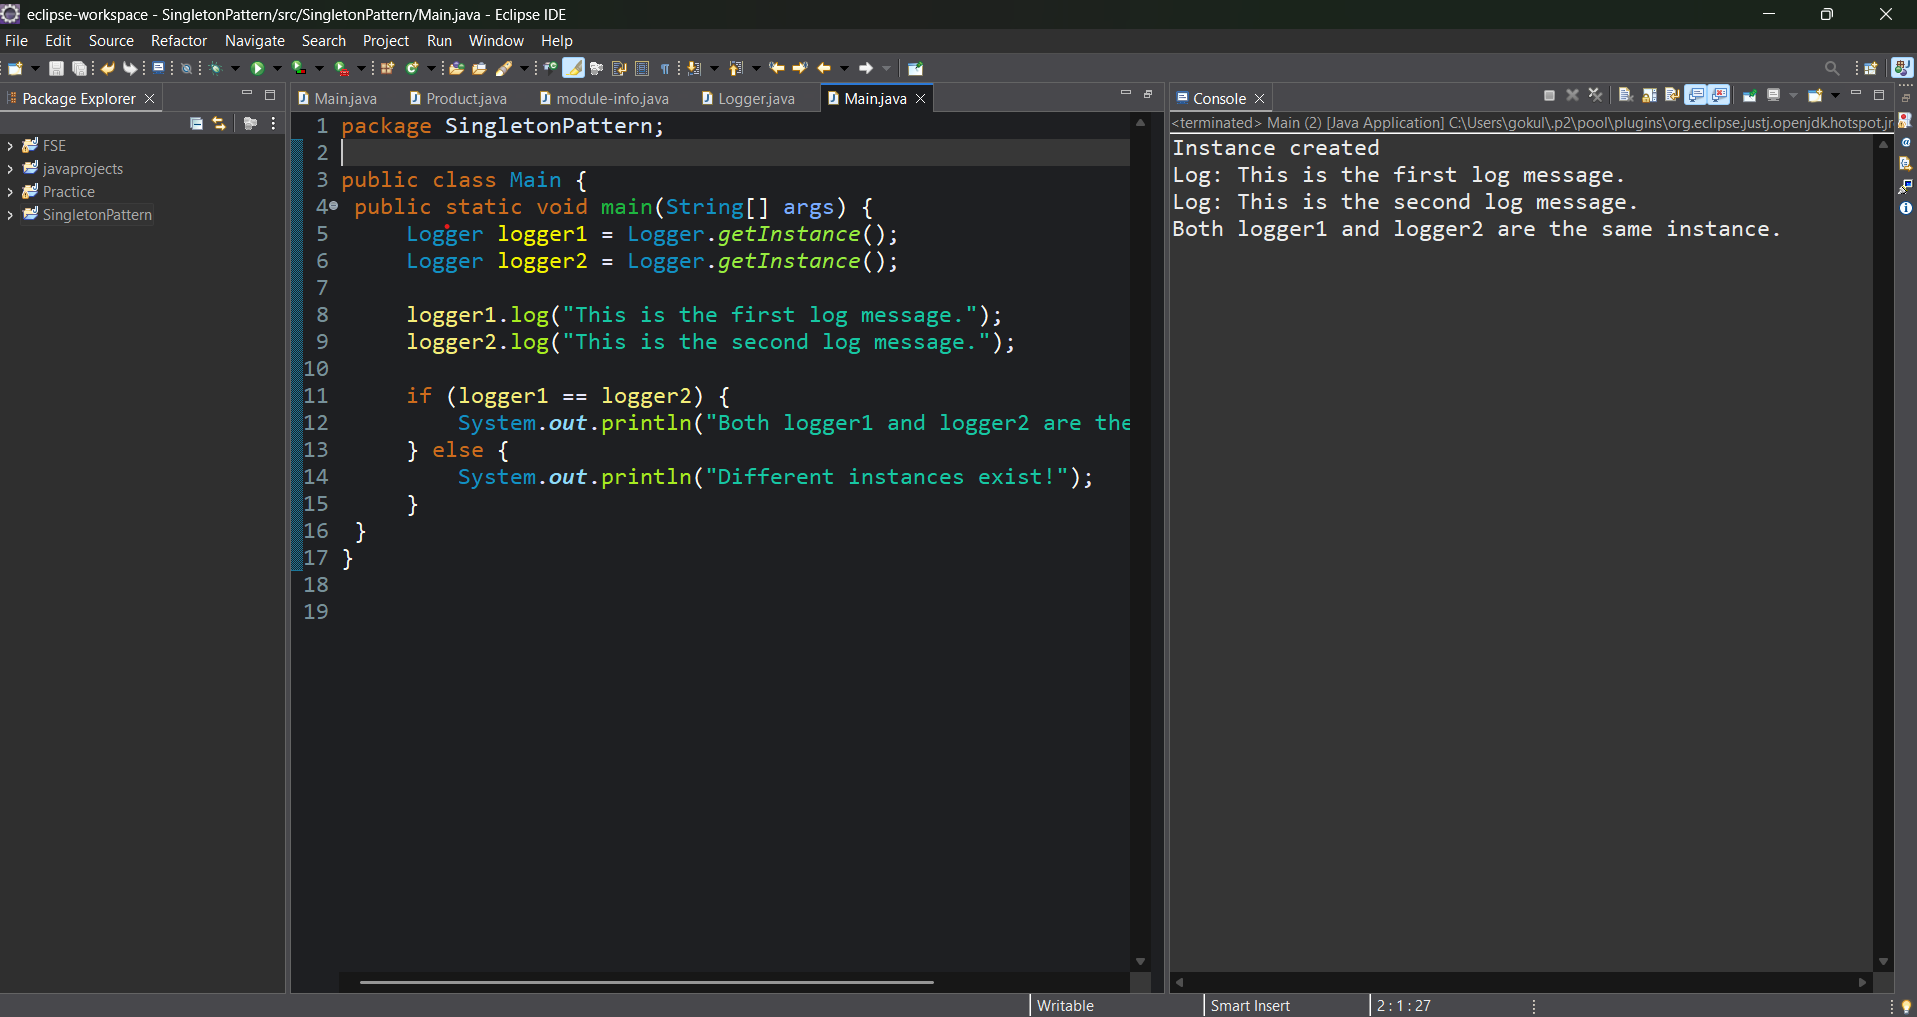 eclipse-workspace - SingletonPattern/src/SingletonPattern/Main.java - Eclipse IDE
File Edit Source Refactor Navigate Search Project Run Window Help
Package Explorer
FSE
javaprojects
Practice
SingletonPattern
Main.java Product.java module-info.java Logger.java Main.java
1 package SingletonPattern;
2
3 public class Main {
4 public static void main(String[] args) {
5 Logger logger1 = Logger.getInstance();
6 Logger logger2 = Logger.getInstance();
7
8 logger1.log("This is the first log message.");
9 logger2.log("This is the second log message.");
10
11 if (logger1 == logger2) {
12 System.out.println("Both logger1 and logger2 are the
13 } else {
14 System.out.println("Different instances exist!");
15 }
16 }
17 }
18
19
Console
<terminated> Main (2) [Java Application] C:\Users\gokul\.p2\pool\plugins\org.eclipse.justj.openjdk.hotspot.jr
Instance created
Log: This is the first log message.
Log: This is the second log message.
Both logger1 and logger2 are the same instance.
Writable Smart Insert 2 : 1 : 27